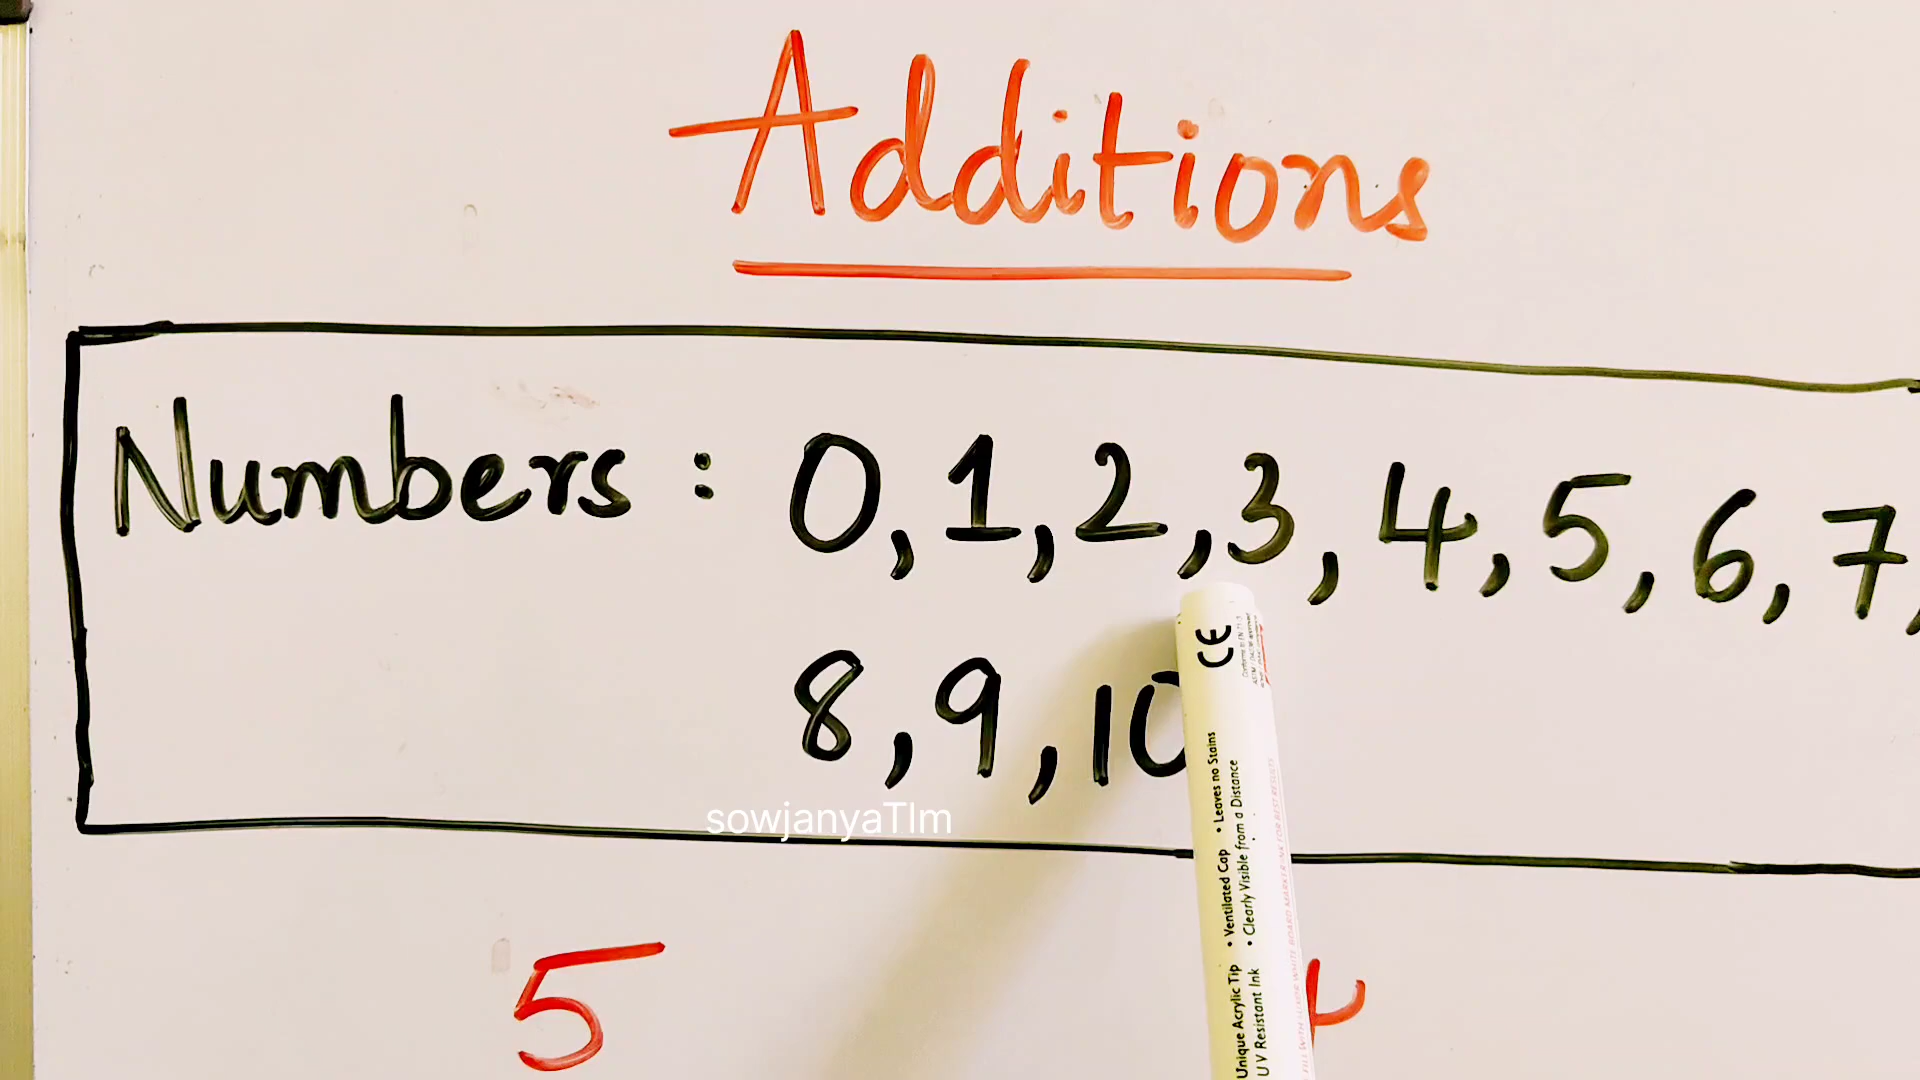 Additions
Numbers : 0, 1, 2, 3, 4, 5, 6, 7,
8, 9, 10
sowjanyaTlm
5
CE
• Ventilated Cap • Leaves no Stains
• Clearly Visible from a Distance
Unique Acrylic Tip
UV Resistant Ink